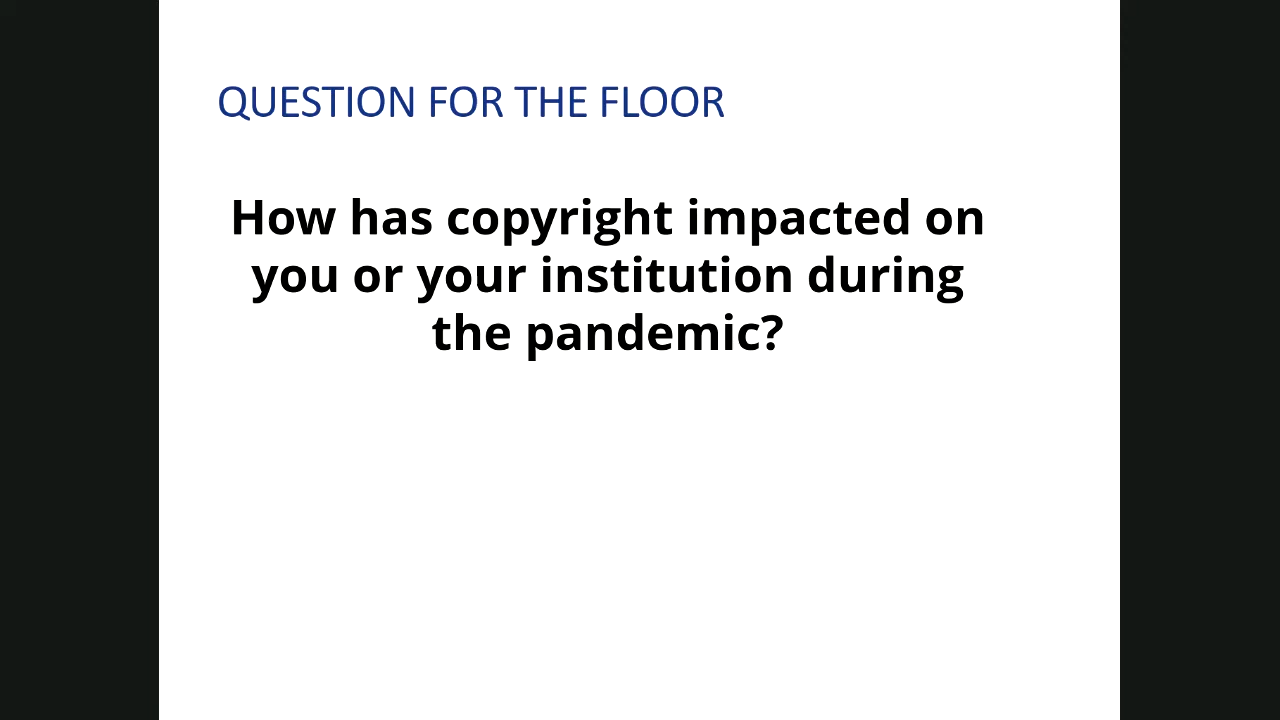 QUESTION FOR THE FLOOR
How has copyright impacted on
you or your institution during
the pandemic?